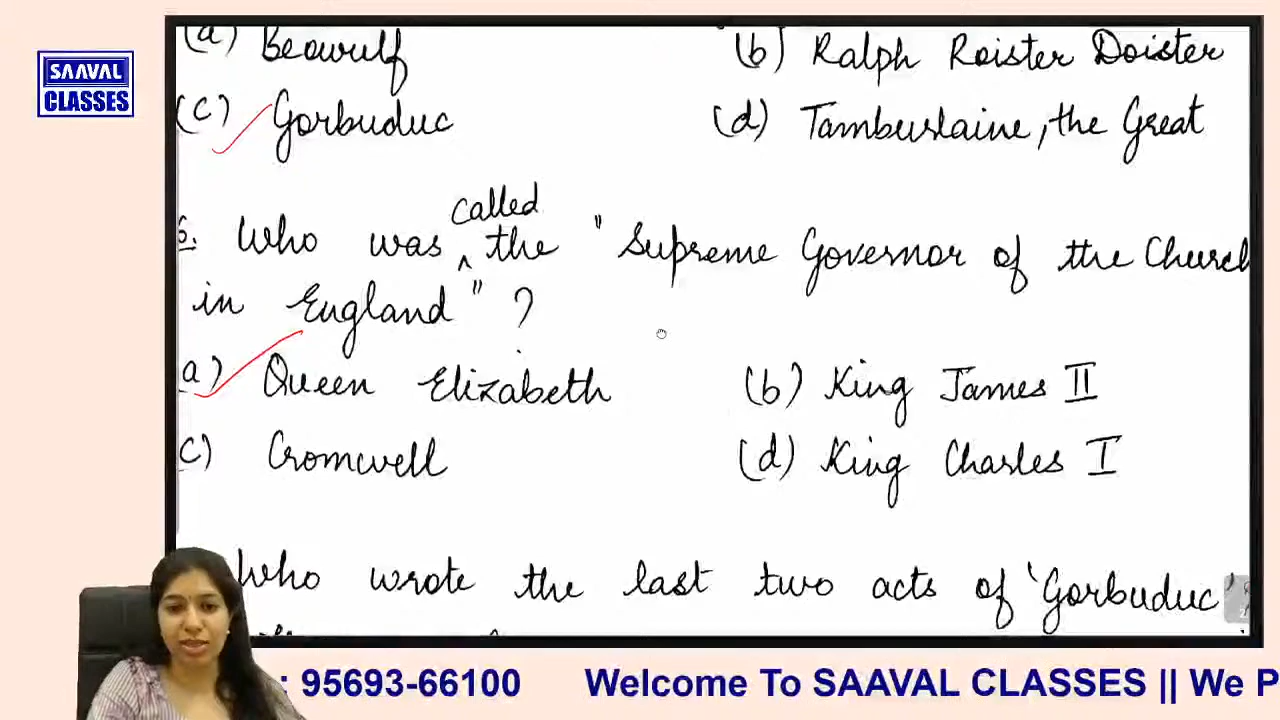 SAAVAL
CLASSES
(a) Beowulf (b) Ralph Roister Doister
(c) Gorbuduc (d) Tamburlaine, the Great
called
6. Who was ^ the "Supreme Governor of the Church
in England" ?
a) Queen Elizabeth (b) King James II
c) Cromwell (d) King Charles I
Who wrote the last two acts of 'Gorbuduc'?
: 95693-66100 Welcome To SAAVAL CLASSES || We P